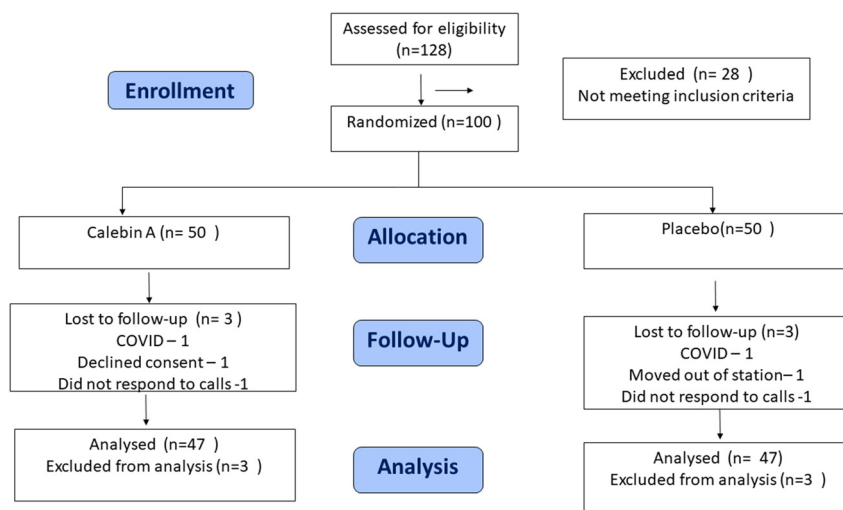 Assessed for eligibility
(n=128)
Enrollment
Excluded (n= 28 )
Not meeting inclusion criteria
Randomized (n=100 )
Calebin A (n= 50 )
Allocation
Placebo(n=50 )
Lost to follow-up (n= 3 )
COVID – 1
Declined consent – 1
Did not respond to calls -1
Follow-Up
Lost to follow-up (n=3)
COVID – 1
Moved out of station– 1
Did not respond to calls -1
Analysed (n=47 )
Excluded from analysis (n=3 )
Analysis
Analysed (n= 47)
Excluded from analysis (n=3 )